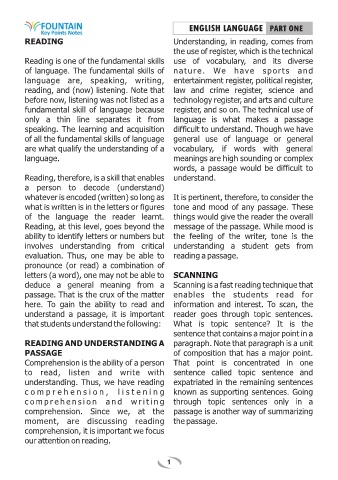 FOUNTAIN
Key Points Notes
ENGLISH LANGUAGE PART ONE
READING
Reading is one of the fundamental skills
of language. The fundamental skills of
language are, speaking, writing,
reading, and (now) listening. Note that
before now, listening was not listed as a
fundamental skill of language because
only a thin line separates it from
speaking. The learning and acquisition
of all the fundamental skills of language
are what qualify the understanding of a
language.
Reading, therefore, is a skill that enables
a person to decode (understand)
whatever is encoded (written) so long as
what is written is in the letters or figures
of the language the reader learnt.
Reading, at this level, goes beyond the
ability to identify letters or numbers but
involves understanding from critical
evaluation. Thus, one may be able to
pronounce (or read) a combination of
letters (a word), one may not be able to
deduce a general meaning from a
passage. That is the crux of the matter
here. To gain the ability to read and
understand a passage, it is important
that students understand the following:
READING AND UNDERSTANDING A
PASSAGE
Comprehension is the ability of a person
to read, listen and write with
understanding. Thus, we have reading
comprehension, listening
comprehension and writing
comprehension. Since we, at the
moment, are discussing reading
comprehension, it is important we focus
our attention on reading.
Understanding, in reading, comes from
the use of register, which is the technical
use of vocabulary, and its diverse
nature. We have sports and
entertainment register, political register,
law and crime register, science and
technology register, and arts and culture
register, and so on. The technical use of
language is what makes a passage
difficult to understand. Though we have
general use of language or general
vocabulary, if words with general
meanings are high sounding or complex
words, a passage would be difficult to
understand.
It is pertinent, therefore, to consider the
tone and mood of any passage. These
things would give the reader the overall
message of the passage. While mood is
the feeling of the writer, tone is the
understanding a student gets from
reading a passage.
SCANNING
Scanning is a fast reading technique that
enables the students read for
information and interest. To scan, the
reader goes through topic sentences.
What is topic sentence? It is the
sentence that contains a major point in a
paragraph. Note that paragraph is a unit
of composition that has a major point.
That point is concentrated in one
sentence called topic sentence and
expatriated in the remaining sentences
known as supporting sentences. Going
through topic sentences only in a
passage is another way of summarizing
the passage.
1